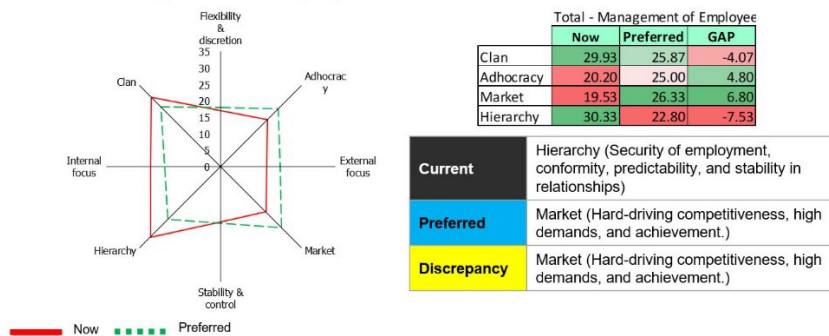 Flexibility
&
discretion
35
30
25
20
15
10
5
0
Clan
Adhocrac
y
Internal
focus
External
focus
Hierarchy
Market
Stability &
control
Now Preferred
Total - Management of Employee
Now Preferred GAP
Clan 29.93 25.87 -4.07
Adhocracy 20.20 25.00 4.80
Market 19.53 26.33 6.80
Hierarchy 30.33 22.80 -7.53
Current
Hierarchy (Security of employment,
conformity, predictability, and stability in
relationships)
Preferred
Market (Hard-driving competitiveness, high
demands, and achievement.)
Discrepancy
Market (Hard-driving competitiveness, high
demands, and achievement.)